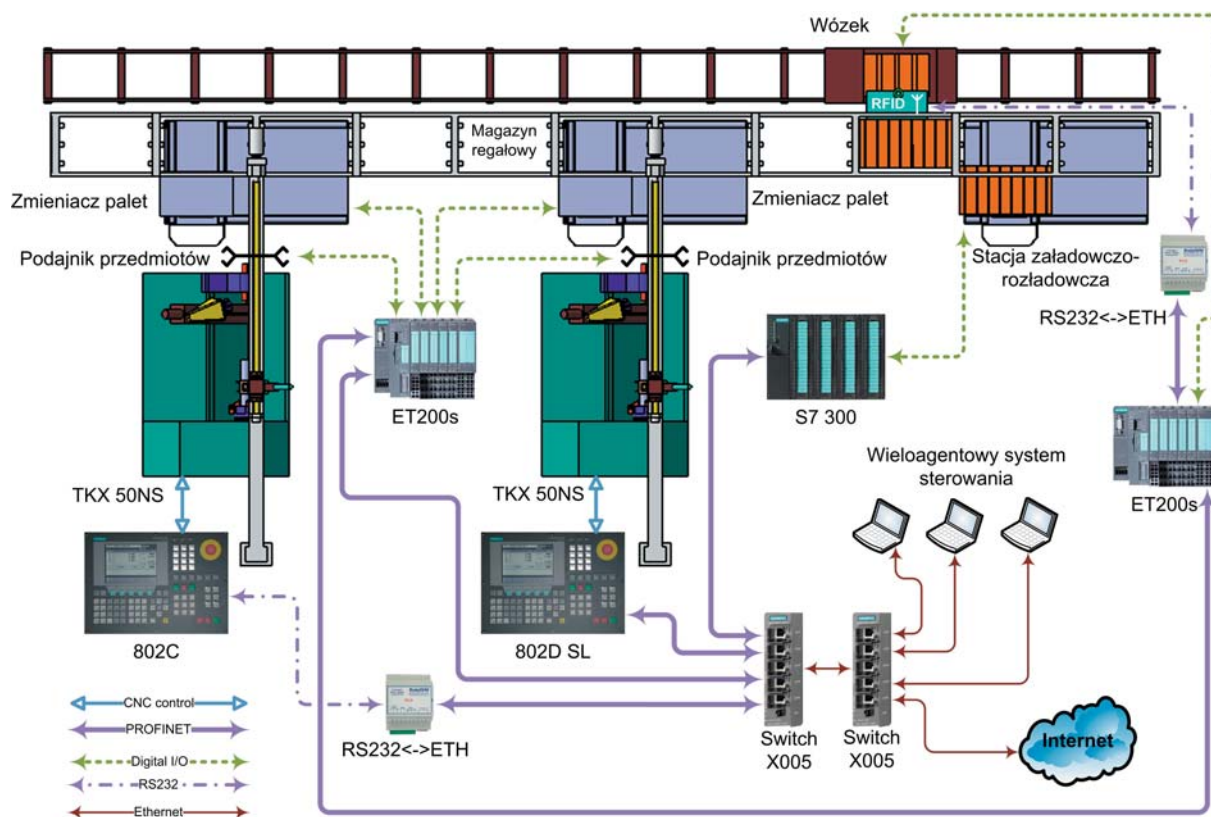 Wózek
RFID
Magazyn
regałowy
Zmieniacz palet
Zmieniacz palet
Podajnik przedmiotów
Podajnik przedmiotów
Stacja załadowczo-
rozładowcza
RS232<->ETH
ET200s
S7 300
ET200s
Wieloagentowy system
sterowania
TKX 50NS
TKX 50NS
802C
802D SL
RS232<->ETH
Switch
X005
Switch
X005
Internet
CNC control
PROFINET
Digital I/O
RS232
Ethernet